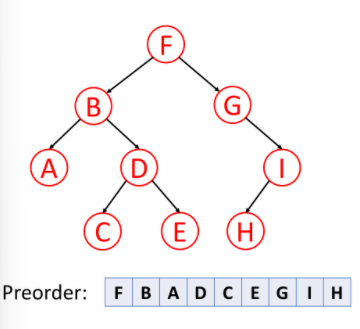 F
B G
A D I
C E H
Preorder: F B A D C E G I H